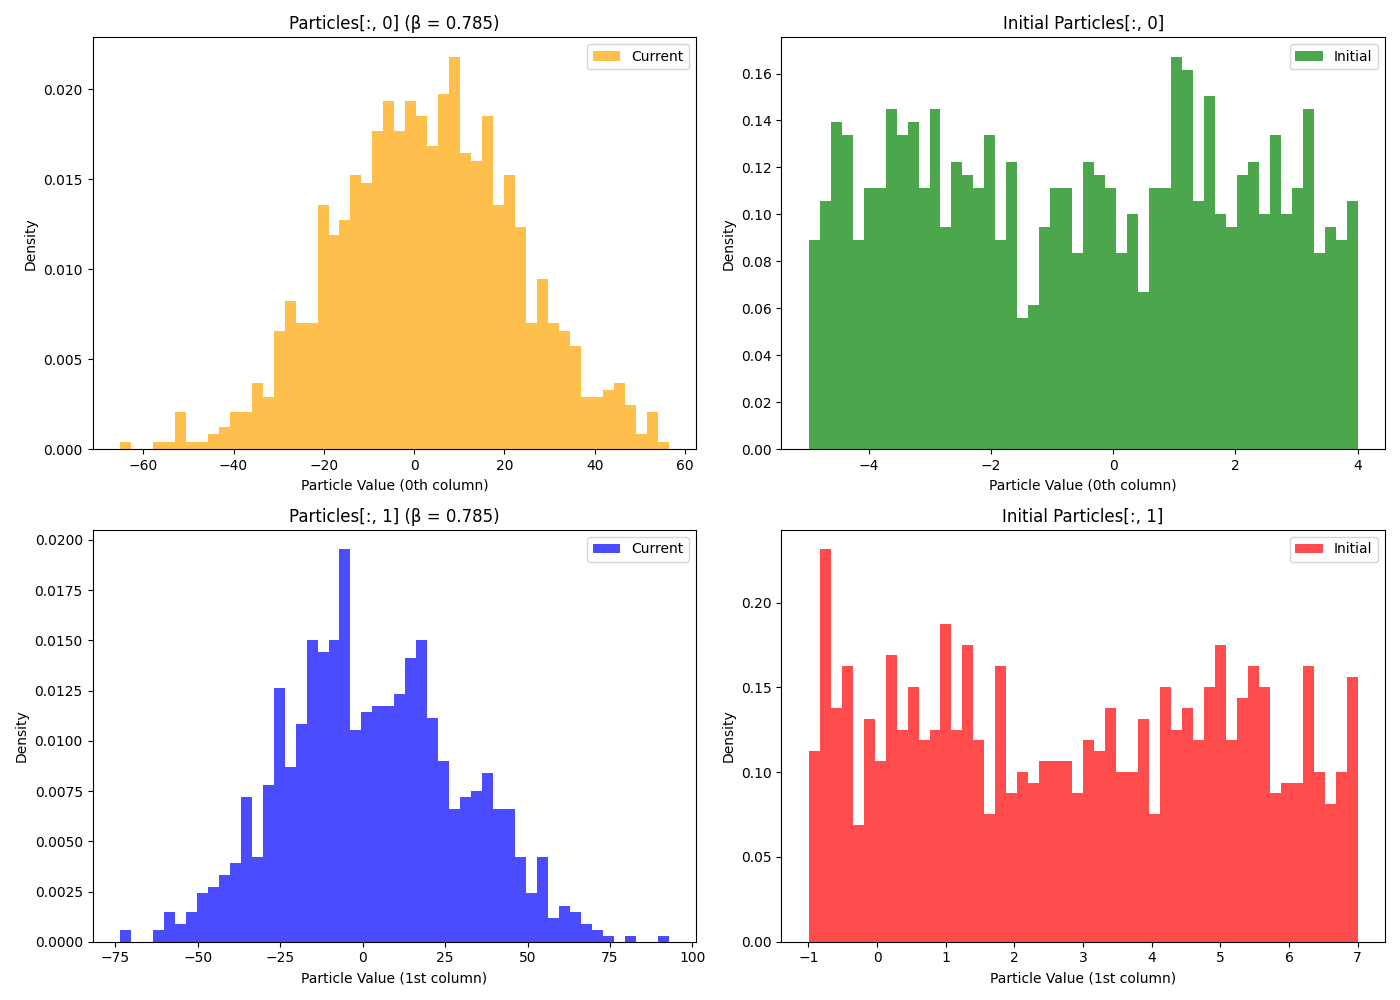 Particles[:, 0] (β = 0.785)
Current
0.020
0.015
0.010
0.005
0.000
Density
−60 −40 −20 0 20 40 60
Particle Value (0th column)
Initial Particles[:, 0]
Initial
0.16
0.14
0.12
0.10
0.08
0.06
0.04
0.02
0.00
Density
−4 −2 0 2 4
Particle Value (0th column)
Particles[:, 1] (β = 0.785)
Current
0.0200
0.0175
0.0150
0.0125
0.0100
0.0075
0.0050
0.0025
0.0000
Density
−75 −50 −25 0 25 50 75 100
Particle Value (1st column)
Initial Particles[:, 1]
Initial
0.20
0.15
0.10
0.05
0.00
Density
−1 0 1 2 3 4 5 6 7
Particle Value (1st column)